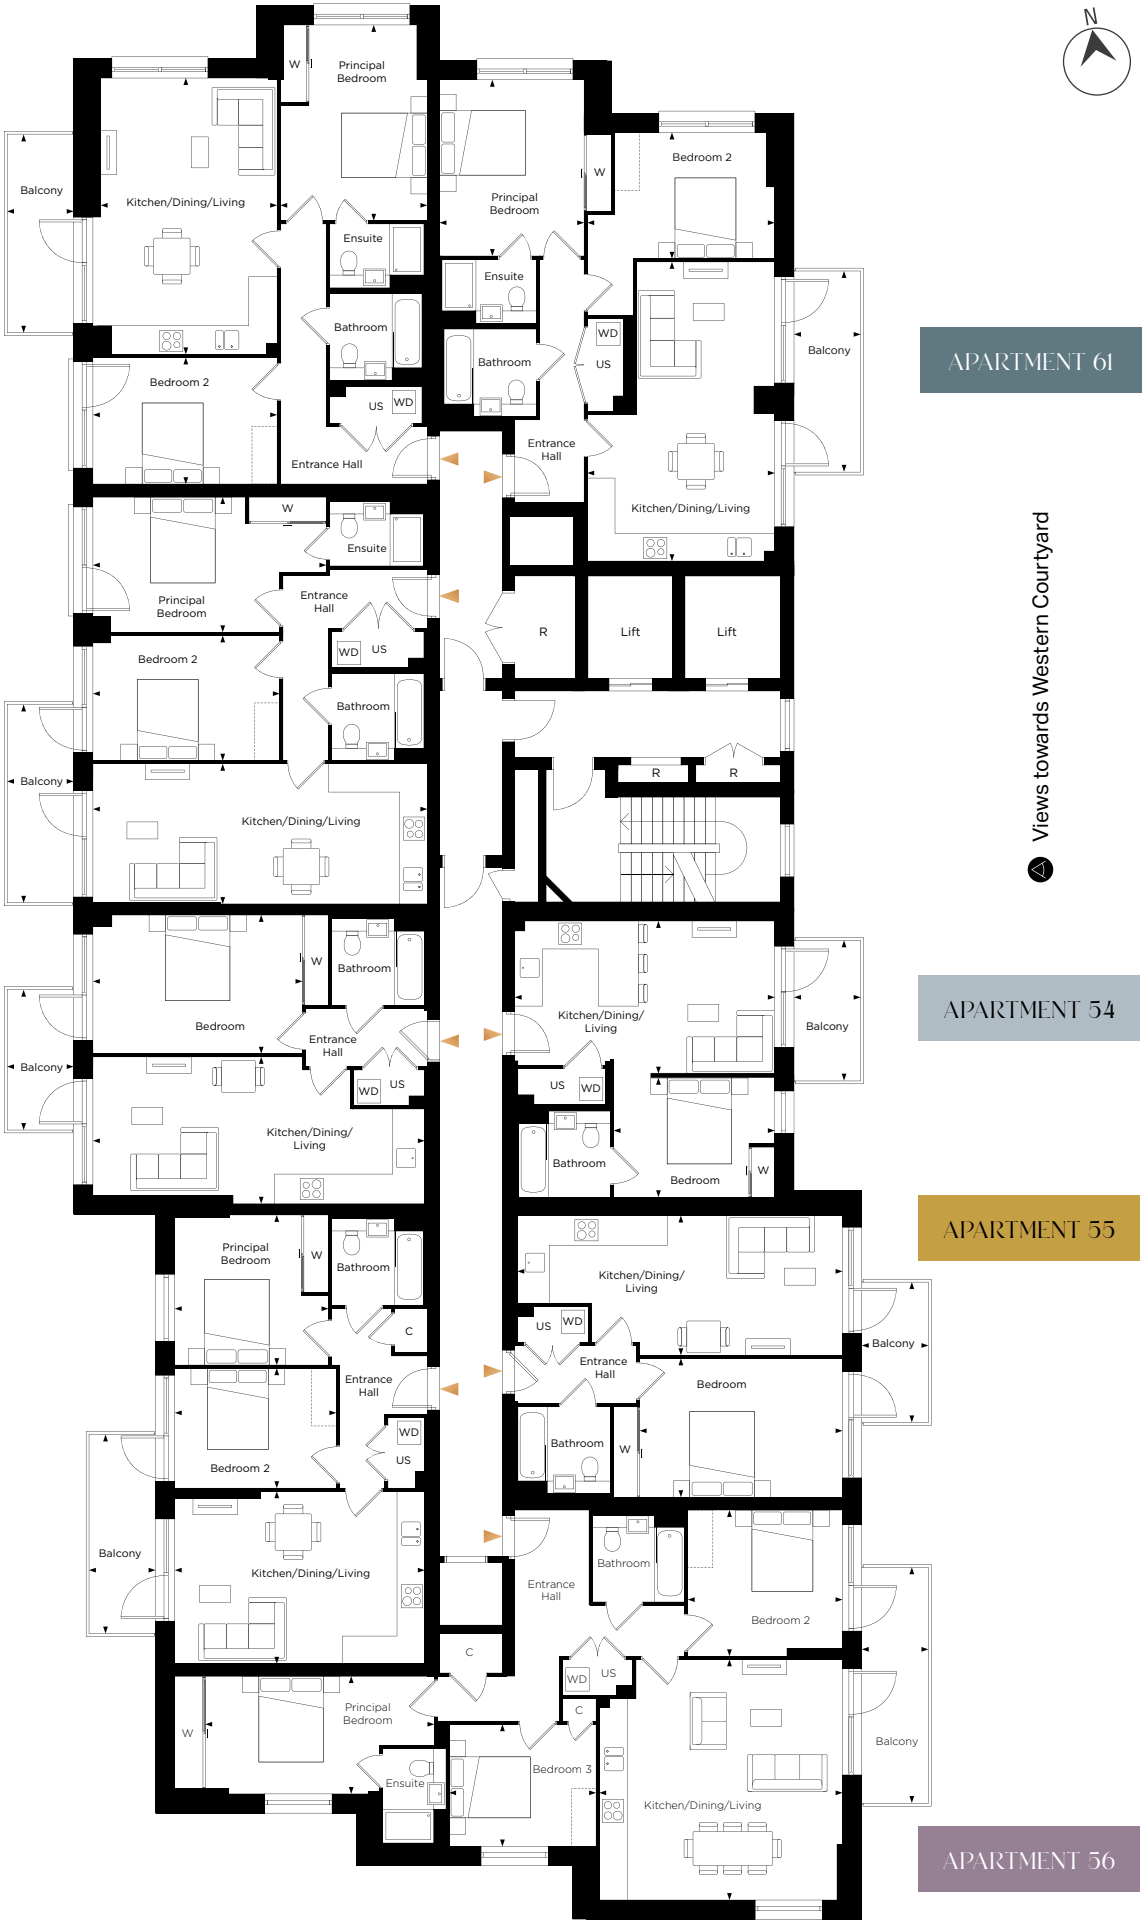 N
W
Principal
Bedroom
Balcony
Kitchen/Dining/Living
Ensuite
Bathroom
Bedroom 2
US
WD
Entrance Hall
Principal
Bedroom
W
Bedroom 2
Ensuite
Bathroom
WD
US
Balcony
Entrance
Hall
Kitchen/Dining/Living
APARTMENT 61
W
Ensuite
Principal
Bedroom
Entrance
Hall
WD
US
Bedroom 2
Bathroom
Balcony
Kitchen/Dining/Living
R
Lift
Lift
R
R
Views towards Western Courtyard
W
Bathroom
Bedroom
Entrance
Hall
Balcony
WD
US
Kitchen/Dining/
Living
Kitchen/Dining/
Living
Balcony
US
WD
Bathroom
Bedroom
W
APARTMENT 54
Principal
Bedroom
W
Bathroom
C
Entrance
Hall
WD
US
Bedroom 2
Balcony
Kitchen/Dining/Living
Kitchen/Dining/
Living
US
WD
Entrance
Hall
Bedroom
Balcony
Bathroom
W
APARTMENT 55
Bathroom
Entrance
Hall
Bedroom 2
C
WD
US
C
W
Principal
Bedroom
Ensuite
Bedroom 3
Balcony
Kitchen/Dining/Living
APARTMENT 56